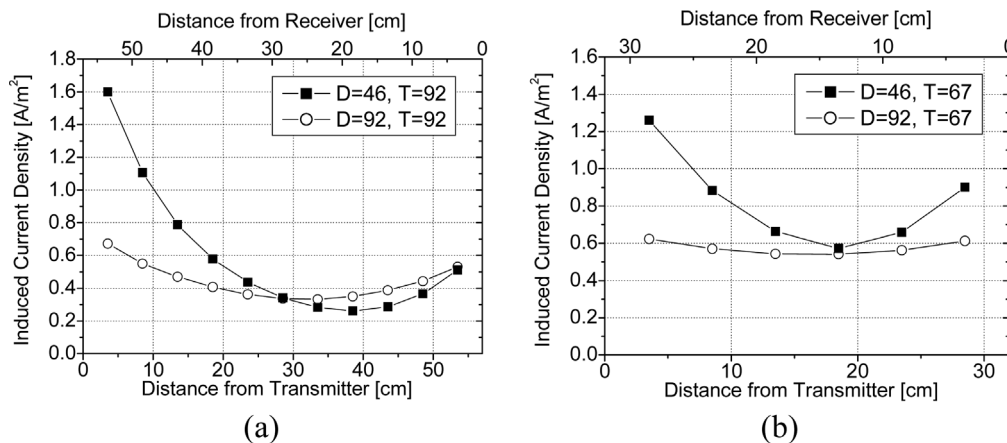 Distance from Receiver [cm]
50 40 30 20 10 0
1.8
1.6
1.4
1.2
1.0
0.8
0.6
0.4
0.2
0.0
Induced Current Density [A/m²]
D=46, T=92
D=92, T=92
0 10 20 30 40 50
Distance from Transmitter [cm]
(a)
Distance from Receiver [cm]
30 20 10 0
1.6
1.4
1.2
1.0
0.8
0.6
0.4
0.2
0.0
Induced Current Density [A/m²]
D=46, T=67
D=92, T=67
0 10 20 30
Distance from Transmitter [cm]
(b)